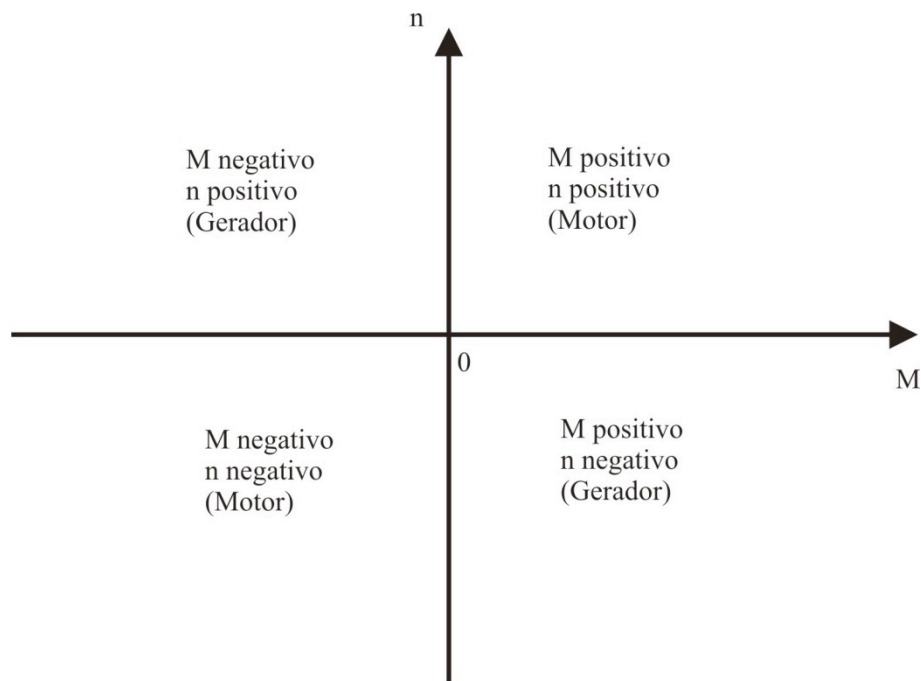 n
M negativo
n positivo
(Gerador)
M positivo
n positivo
(Motor)
0
M
M negativo
n negativo
(Motor)
M positivo
n negativo
(Gerador)